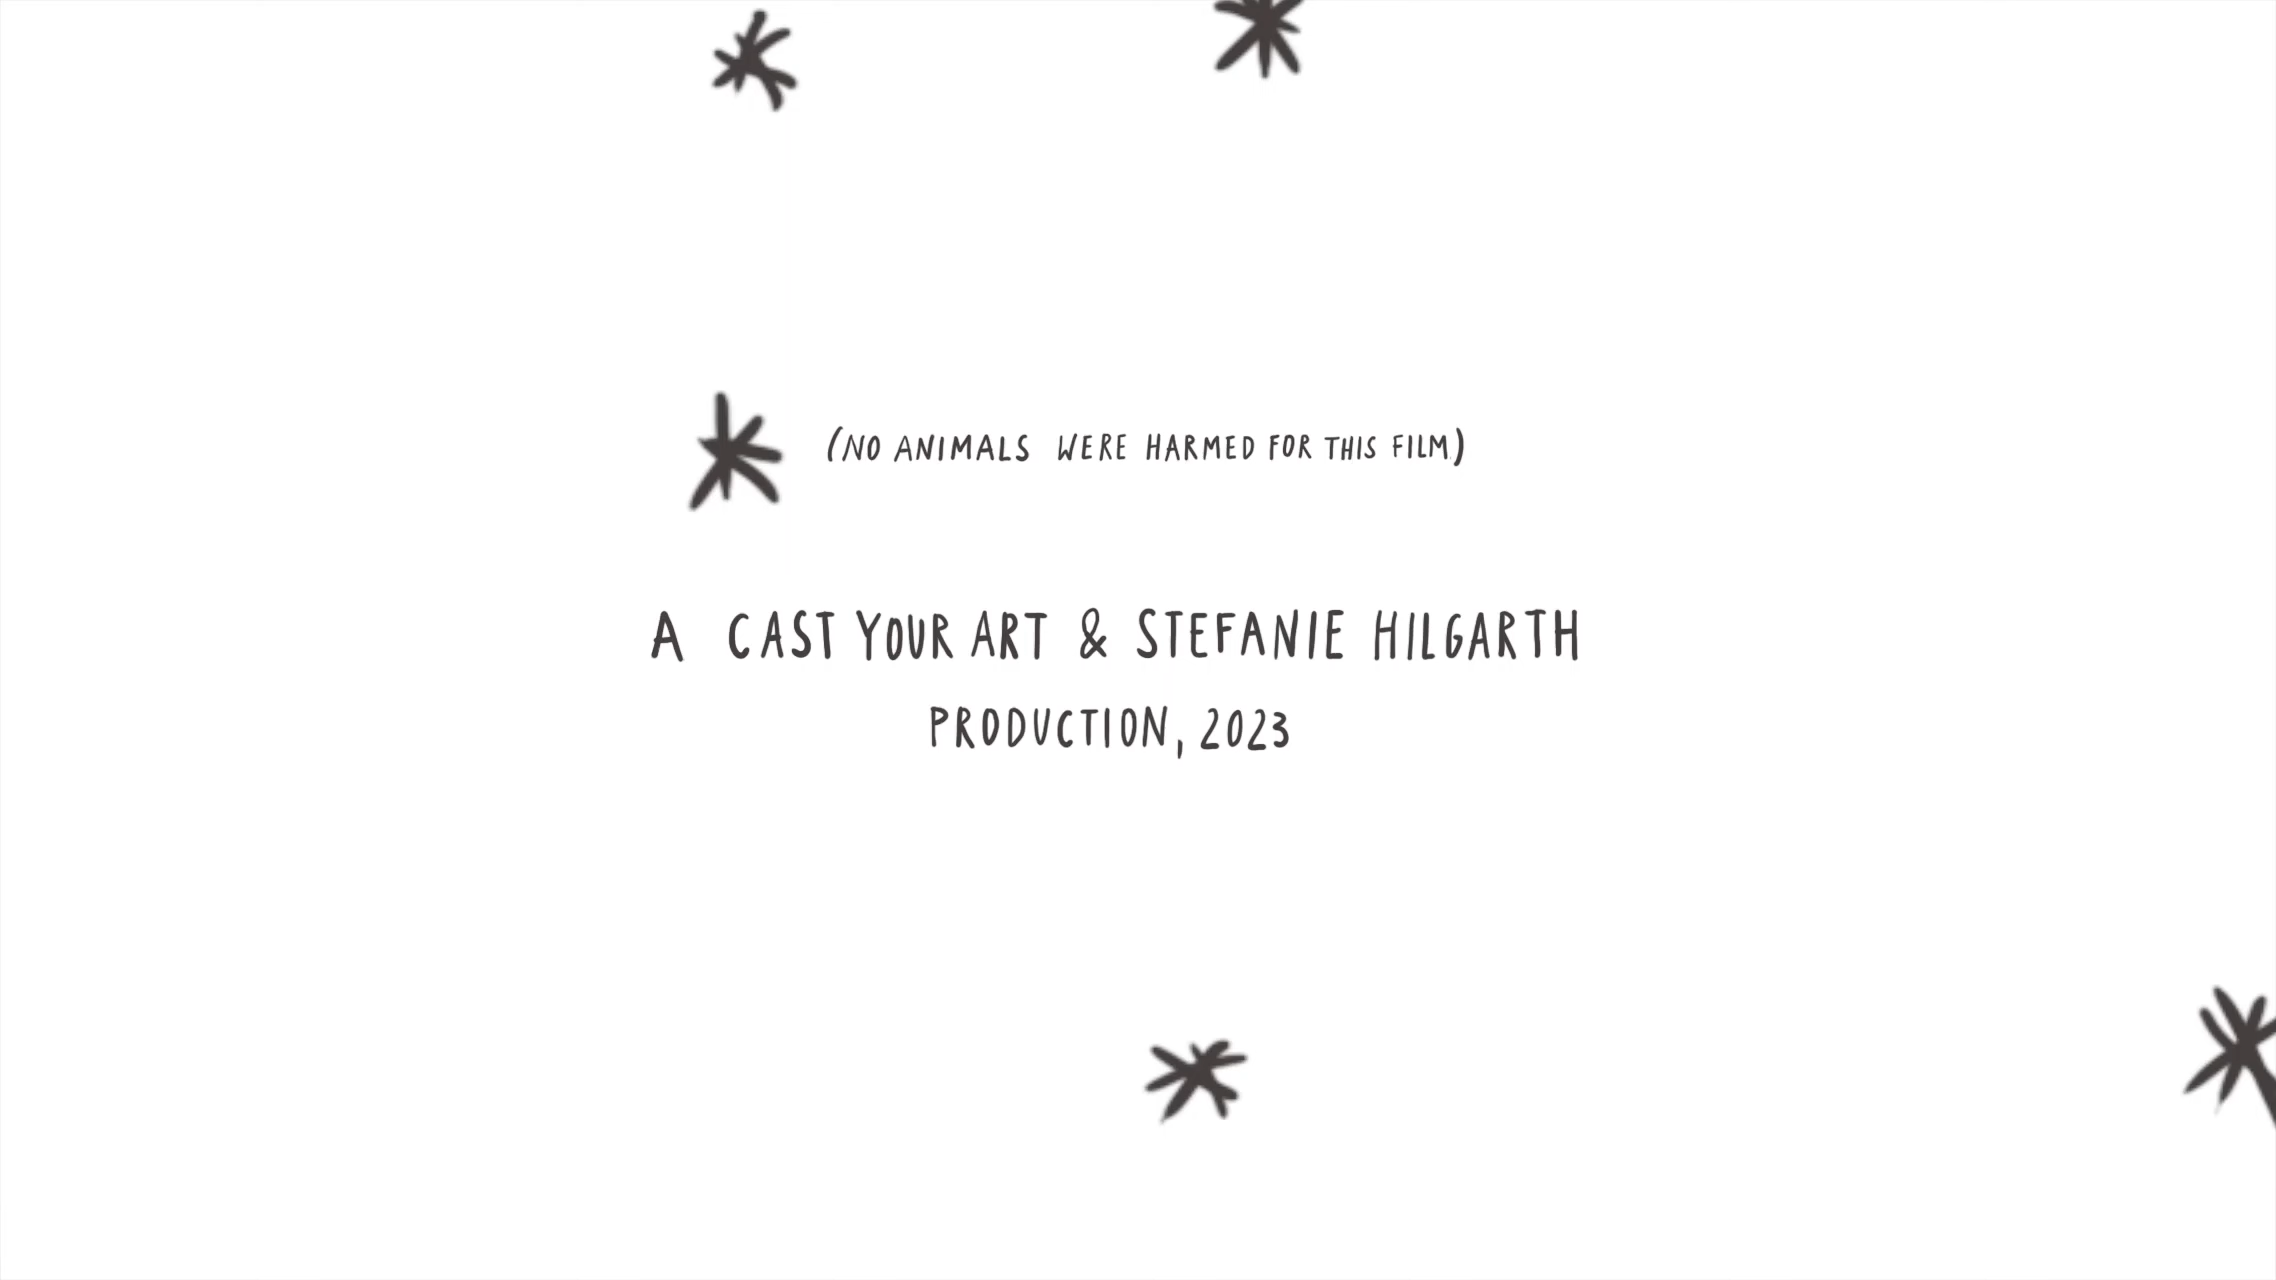 (NO ANIMALS WERE HARMED FOR THIS FILM)
A CAST YOUR ART & STEFANIE HILGARTH
PRODUCTION, 2023